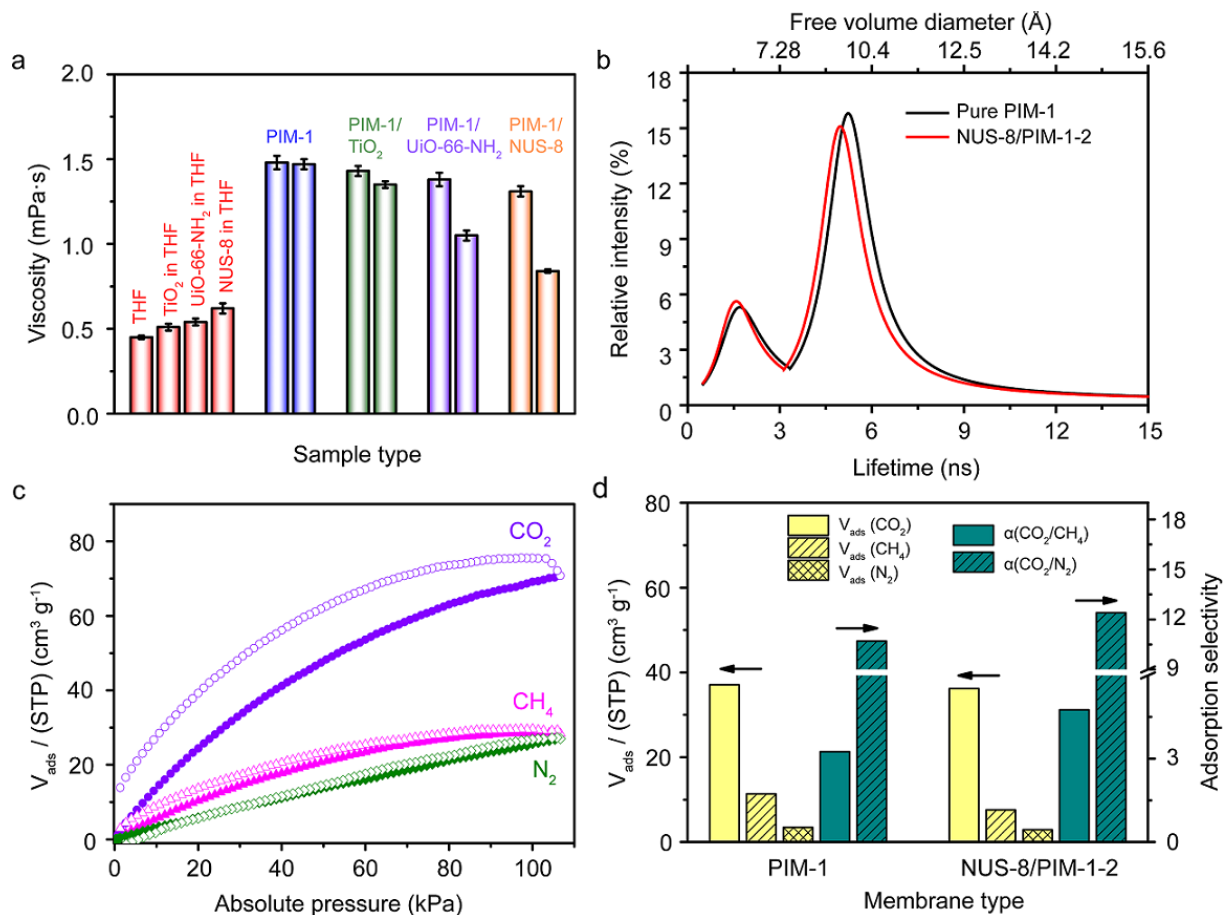 a
Viscosity (mPa·s)
2.0
1.5
1.0
0.5
0.0
THF
TiO₂ in THF
UiO-66-NH₂ in THF
NUS-8 in THF
PIM-1
PIM-1/
TiO₂
PIM-1/
UiO-66-NH₂
PIM-1/
NUS-8
Sample type
b
Free volume diameter (Å)
7.28 10.4 12.5 14.2 15.6
Relative intensity (%)
18
15
12
9
6
3
0
Pure PIM-1
NUS-8/PIM-1-2
0 3 6 9 12 15
Lifetime (ns)
c
V_ads / (STP) (cm³ g⁻¹)
80
60
40
20
0
CO₂
CH₄
N₂
0 20 40 60 80 100
Absolute pressure (kPa)
d
V_ads / (STP) (cm³ g⁻¹)
80
60
40
20
0
V_ads (CO₂)
V_ads (CH₄)
V_ads (N₂)
α(CO₂/CH₄)
α(CO₂/N₂)
18
15
12
9
3
0
Adsorption selectivity
PIM-1 NUS-8/PIM-1-2
Membrane type